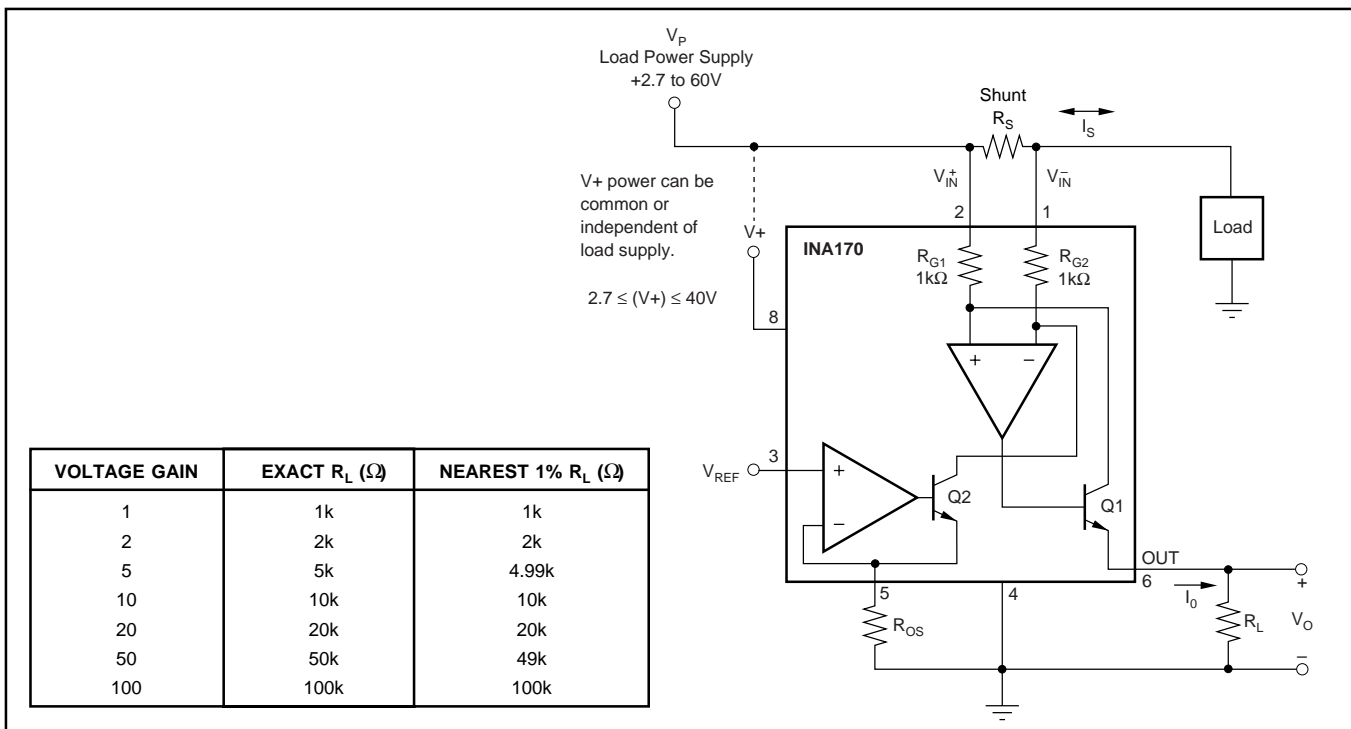 V_P
Load Power Supply
+2.7 to 60V
Shunt
R_S
I_S
V+ power can be
common or
independent of
load supply.
2.7 ≤ (V+) ≤ 40V
V+
V_IN^+
V_IN^–
2
1
Load
INA170
R_G1
1kΩ
R_G2
1kΩ
8
+
–
V_REF
3
+
–
Q2
Q1
OUT
6
5
4
I_0
+
R_OS
R_L
V_O
–
VOLTAGE GAIN EXACT R_L (Ω) NEAREST 1% R_L (Ω)
1 1k 1k
2 2k 2k
5 5k 4.99k
10 10k 10k
20 20k 20k
50 50k 49k
100 100k 100k